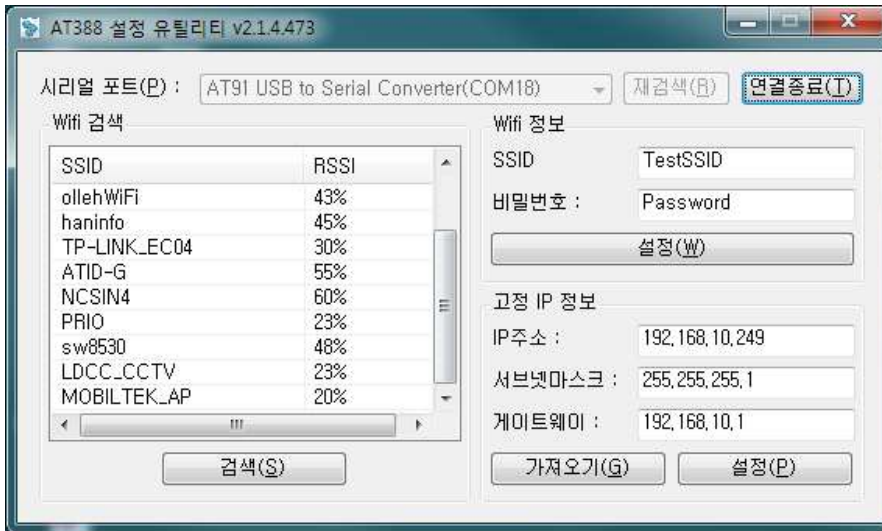 AT388 설정 유틸리티 v2.1.4.473
시리얼 포트(P) : AT91 USB to Serial Converter(COM18) 재검색(R) 연결종료(T)
Wifi 검색
SSID RSSI
ollehWiFi 43%
haninfo 45%
TP-LINK_EC04 30%
ATID-G 55%
NCSIN4 60%
PRIO 23%
sw8530 48%
LDCC_CCTV 23%
MOBILTEK_AP 20%
검색(S)
Wifi 정보
SSID TestSSID
비밀번호 : Password
설정(W)
고정 IP 정보
IP주소 : 192,168,10,249
서브넷마스크 : 255,255,255,1
게이트웨이 : 192,168,10,1
가져오기(G) 설정(P)